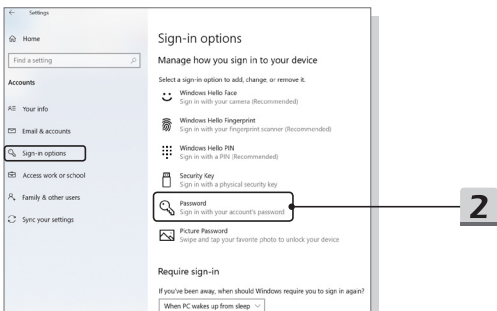 Settings
Home
Find a setting
Accounts
Your info
Email & accounts
Sign-in options
Access work or school
Family & other users
Sync your settings
Sign-in options
Manage how you sign in to your device
Select a sign-in option to add, change, or remove it.
Windows Hello Face
Sign in with your camera (Recommended)
Windows Hello Fingerprint
Sign in with your fingerprint scanner (Recommended)
Windows Hello PIN
Sign in with a PIN (Recommended)
Security Key
Sign in with a physical security key
Password
Sign in with your account's password
Picture Password
Swipe and tap your favorite photo to unlock your device
Require sign-in
If you've been away, when should Windows require you to sign in again?
When PC wakes up from sleep
2